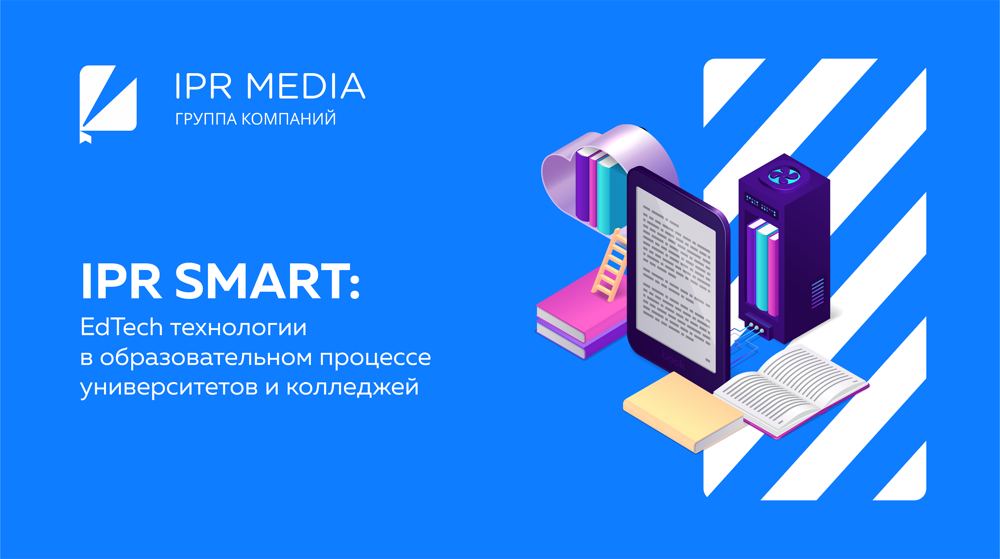 IPR MEDIA
ГРУППА КОМПАНИЙ
IPR SMART:
EdTech технологии
в образовательном процессе
университетов и колледжей
book